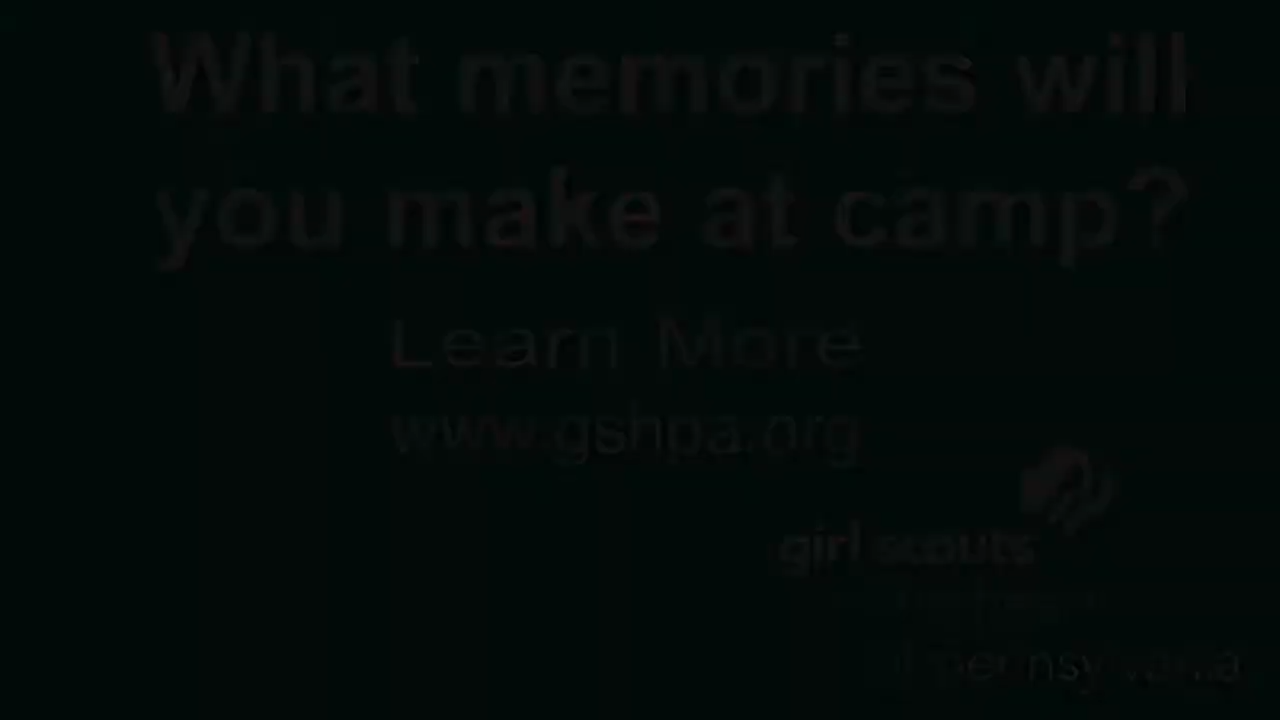 What memories will
you make at camp?
Learn More
www.gshpa.org
girl scouts
pennsylvania